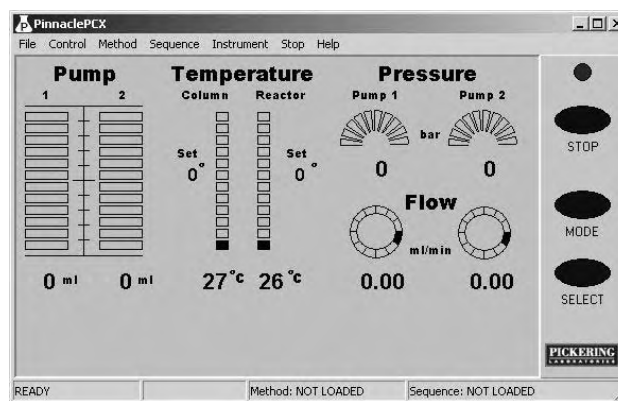 PinnaclePCX
File Control Method Sequence Instrument Stop Help
Pump Temperature Pressure
1 2 Column Reactor Pump 1 Pump 2
bar
Set 0° Set 0°
0 0
STOP
Flow
ml/min
MODE
0 ml 0 ml 27°C 26°C 0.00 0.00
SELECT
PICKERING
LABORATORIES
READY Method: NOT LOADED Sequence: NOT LOADED